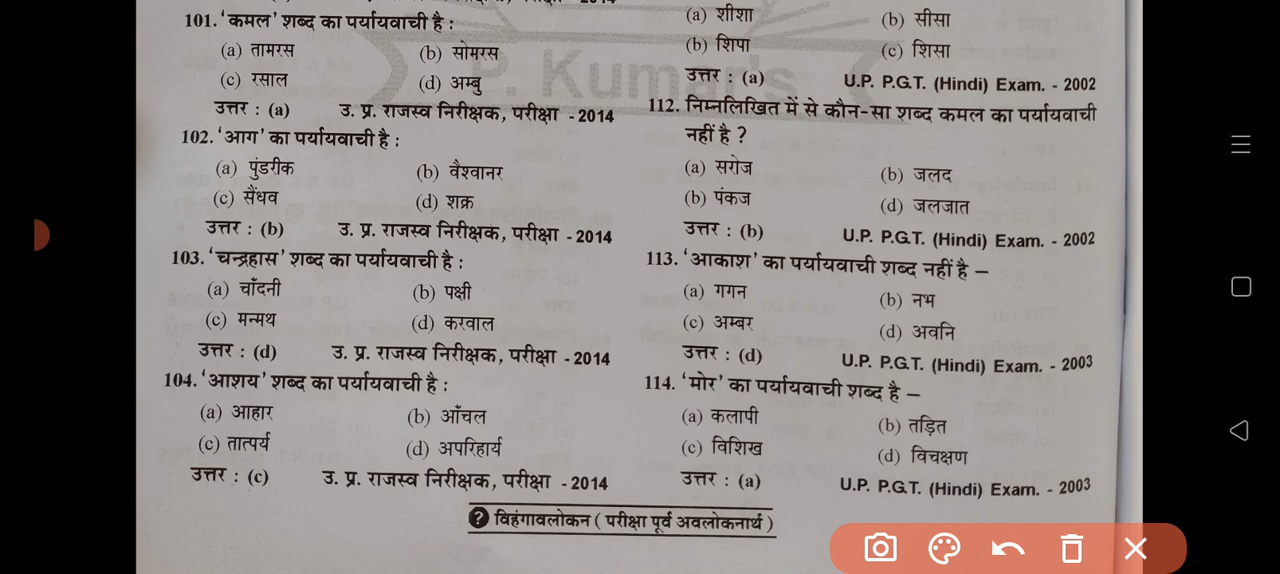 101. 'कमल' शब्द का पर्यायवाची है :
(a) तामरस (b) सोमरस
(c) रसाल (d) अम्बु
उत्तर : (a) उ. प्र. राजस्व निरीक्षक, परीक्षा - 2014
102. 'आग' का पर्यायवाची है :
(a) पुंडरीक (b) वैश्वानर
(c) सैंधव (d) शक्र
उत्तर : (b) उ. प्र. राजस्व निरीक्षक, परीक्षा - 2014
103. 'चन्द्रहास' शब्द का पर्यायवाची है :
(a) चाँदनी (b) पक्षी
(c) मन्मथ (d) करवाल
उत्तर : (d) उ. प्र. राजस्व निरीक्षक, परीक्षा - 2014
104. 'आशय' शब्द का पर्यायवाची है :
(a) आहार (b) आँचल
(c) तात्पर्य (d) अपरिहार्य
उत्तर : (c) उ. प्र. राजस्व निरीक्षक, परीक्षा - 2014
(a) शीशा (b) सीसा
(b) शिपा (c) शिसा
उत्तर : (a) U.P. P.G.T. (Hindi) Exam. - 2002
112. निम्नलिखित में से कौन-सा शब्द कमल का पर्यायवाची
नहीं है ?
(a) सरोज (b) जलद
(b) पंकज (d) जलजात
उत्तर : (b) U.P. P.G.T. (Hindi) Exam. - 2002
113. 'आकाश' का पर्यायवाची शब्द नहीं है –
(a) गगन (b) नभ
(c) अम्बर (d) अवनि
उत्तर : (d) U.P. P.G.T. (Hindi) Exam. - 2003
114. 'मोर' का पर्यायवाची शब्द है –
(a) कलापी (b) तड़ित
(c) विशिख (d) विचक्षण
उत्तर : (a) U.P. P.G.T. (Hindi) Exam. - 2003
? विहंगावलोकन ( परीक्षा पूर्व अवलोकनार्थ )
P. Kumar's